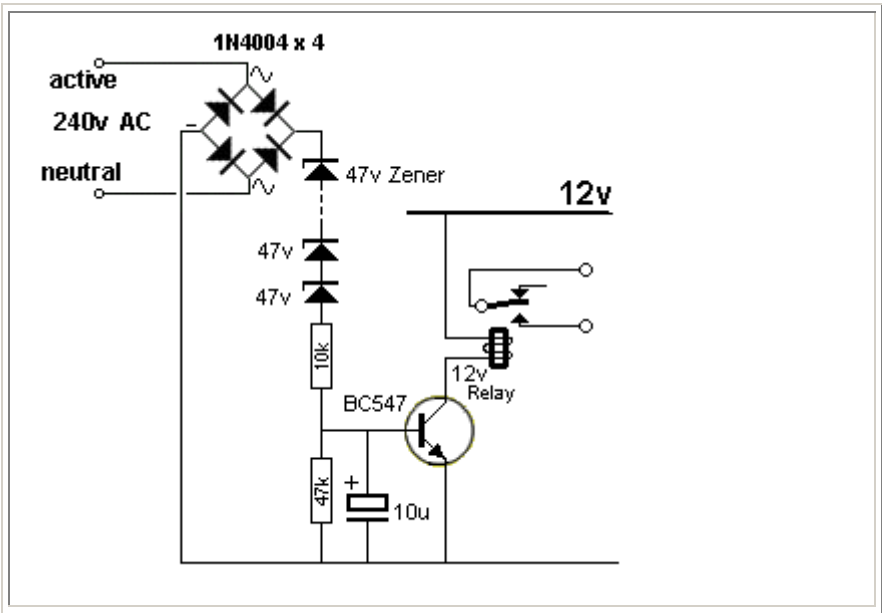 1N4004 x 4
active
240v AC
neutral
47v Zener
12v
47v
47v
10k
12v
Relay
BC547
47k
+
10u